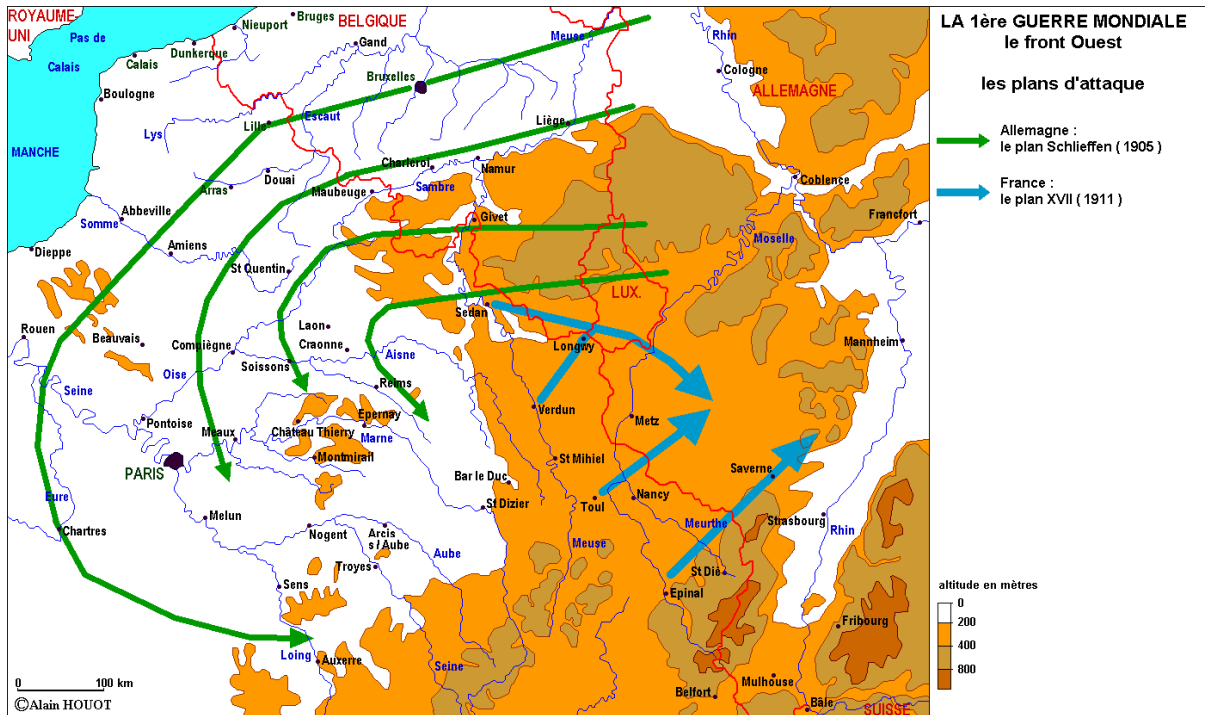 ROYAUME-
UNI
Pas de
Calais
MANCHE
Bruges
Nieuport
Dunkerque
Calais
Boulogne
BELGIQUE
Gand
Bruxelles
Meuse
Rhin
Cologne
ALLEMAGNE
Lys
Lille
Escaut
Liège
Charleroi
Namur
Sambre
Maubeuge
Douai
Arras
Givet
Coblence
Francfort
Moselle
Abbeville
Somme
Dieppe
Amiens
St Quentin
LUX.
Sedan
Longwy
Laon
Craonne
Aisne
Rouen
Beauvais
Compiègne
Soissons
Oise
Reims
Seine
Mannheim
Verdun
Metz
Pontoise
Meaux
Château Thierry
Epernay
Marne
Montmirail
PARIS
St Mihiel
Bar le Duc
St Dizier
Toul
Nancy
Saverne
Strasbourg
Rhin
Meurthe
Eure
Chartres
Melun
Nogent
Arcis
s/ Aube
Aube
Troyes
Meuse
St Dié
Epinal
Sens
Loing
Auxerre
Seine
Fribourg
Mulhouse
Belfort
Bâle
SUISSE
0 100 km
©Alain HOUOT
LA 1ère GUERRE MONDIALE
le front Ouest
les plans d'attaque
Allemagne :
le plan Schlieffen ( 1905 )
France :
le plan XVII ( 1911 )
altitude en mètres
0
200
400
800